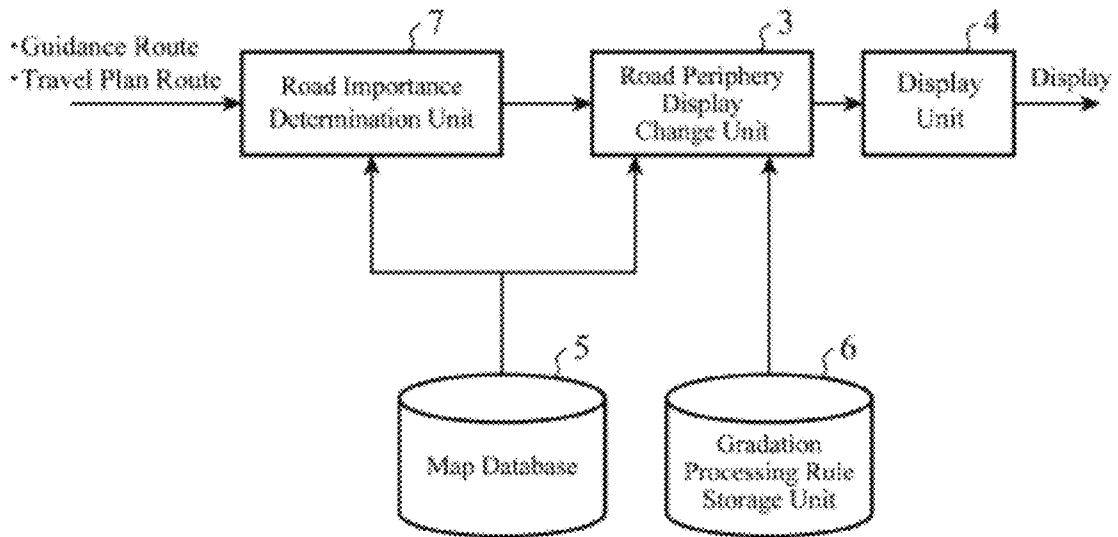 7
3
4
•Guidance Route
•Travel Plan Route
Road Importance
Determination Unit
Road Periphery
Display
Change Unit
Display
Unit
Display
5
6
Map Database
Gradation
Processing Rule
Storage Unit